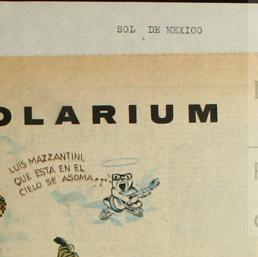 SOL DE MEXICO
OLARIUM
LUIS MAZZANTINI,
QUE ESTA EN EL
CIELO SE ASOMA...